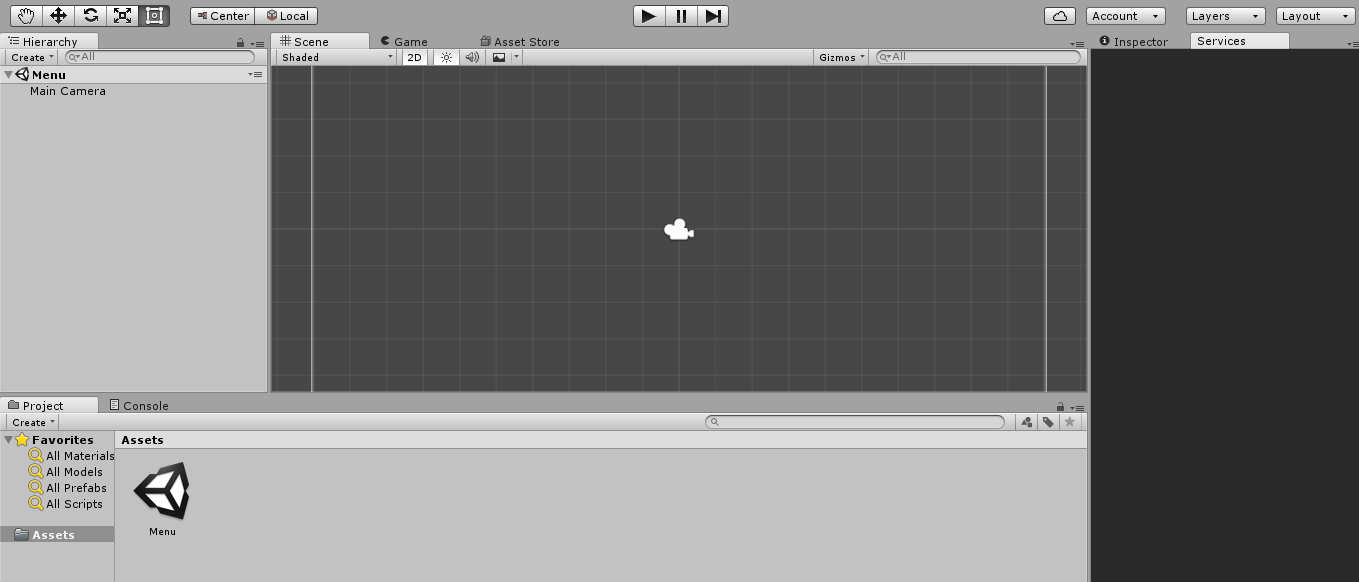 Center Local Account Layers Layout
Hierarchy Scene Game Asset Store Inspector Services
Create All Shaded 2D Gizmos All
Menu
Main Camera
Project Console
Create
Favorites Assets
All Materials
All Models
All Prefabs
All Scripts
Menu
Assets